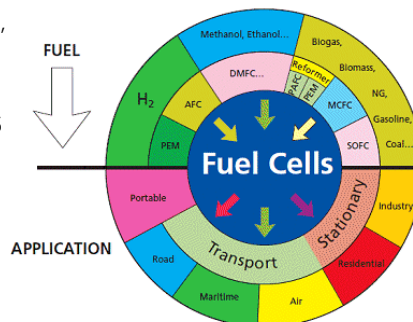 FUEL
Methanol, Ethanol...
Biogas,
Biomass,
NG,
Gasoline,
Coal...
H2
DMFC...
Reformer
PAFC
PEM
AFC
MCFC
PEM
SOFC
Fuel Cells
Portable
Stationary
Industry
APPLICATION
Transport
Road
Residential
Maritime
Air